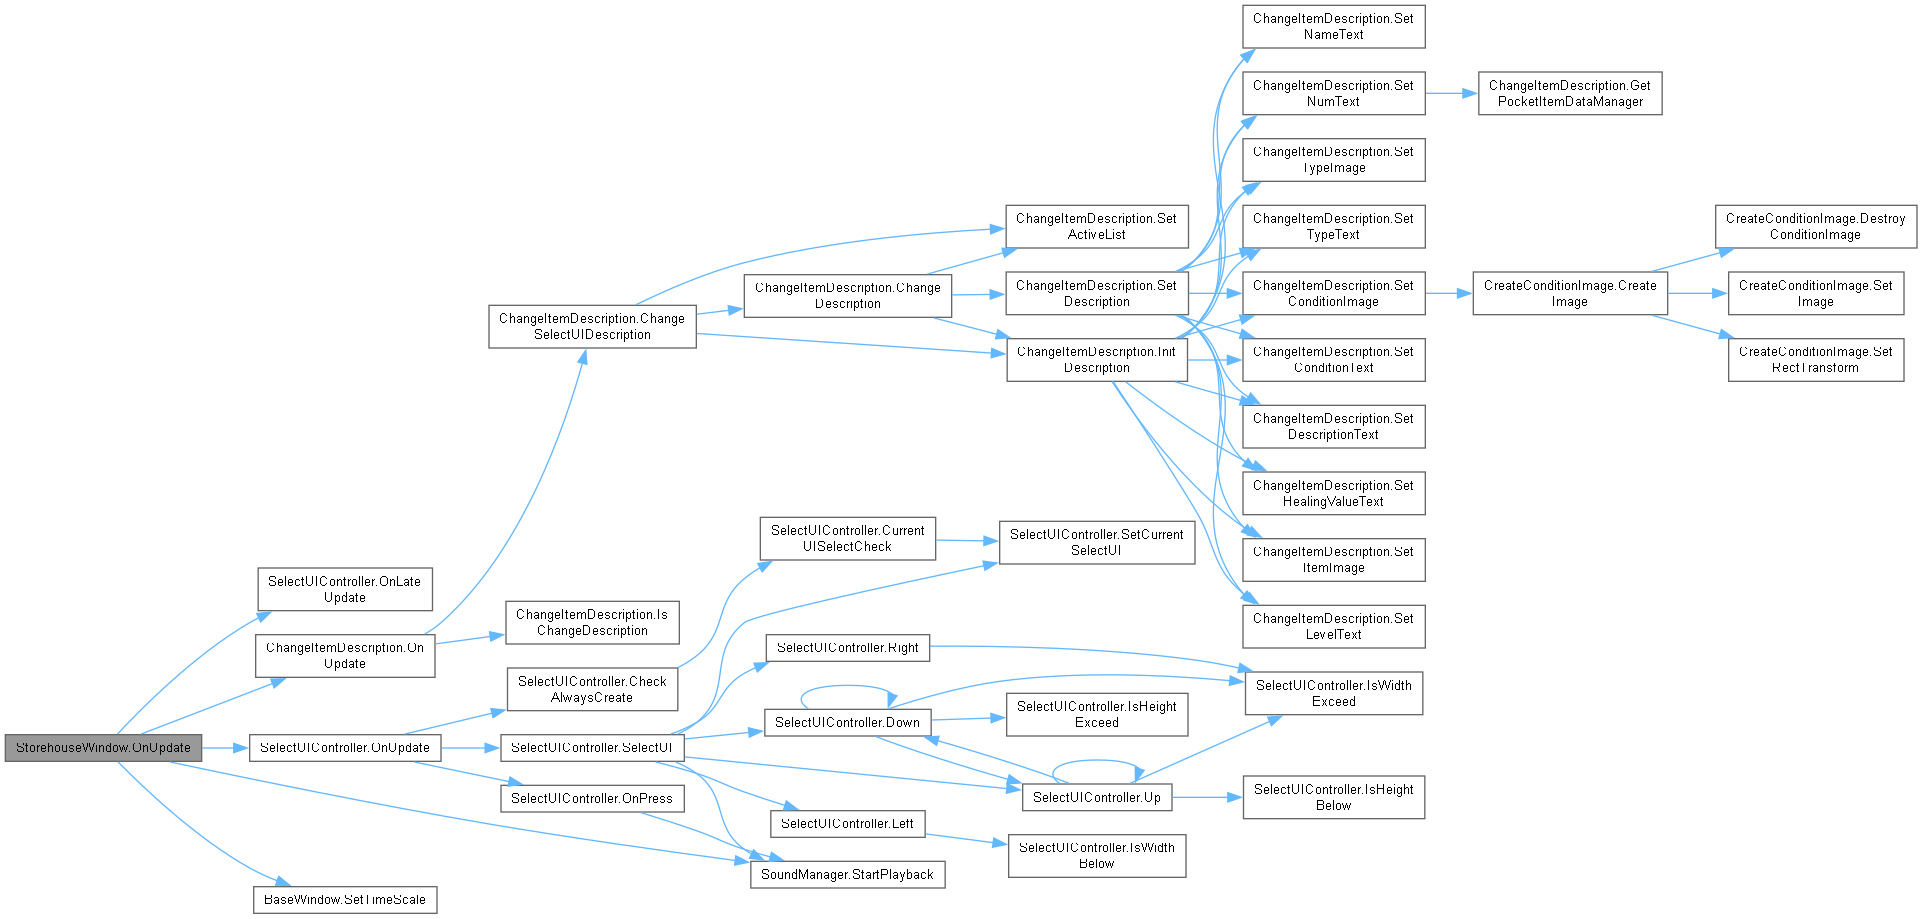 StorehouseWindow.OnUpdate
SelectUIController.OnLate
Update
ChangeItemDescription.On
Update
SelectUIController.OnUpdate
BaseWindow.SetTimeScale
ChangeItemDescription.Change
SelectUIDescription
ChangeItemDescription.Is
ChangeDescription
SelectUIController.Check
AlwaysCreate
SelectUIController.SelectUI
SelectUIController.OnPress
ChangeItemDescription.Change
Description
SelectUIController.Current
UISelectCheck
SelectUIController.Right
SelectUIController.Down
SelectUIController.Left
SoundManager.StartPlayback
ChangeItemDescription.Set
ActiveList
ChangeItemDescription.Set
Description
ChangeItemDescription.Init
Description
SelectUIController.SetCurrent
SelectUI
SelectUIController.IsHeight
Exceed
SelectUIController.Up
SelectUIController.IsWidth
Below
ChangeItemDescription.Set
NameText
ChangeItemDescription.Set
NumText
ChangeItemDescription.Set
TypeImage
ChangeItemDescription.Set
TypeText
ChangeItemDescription.Set
ConditionImage
ChangeItemDescription.Set
ConditionText
ChangeItemDescription.Set
DescriptionText
ChangeItemDescription.Set
HealingValueText
ChangeItemDescription.Set
ItemImage
ChangeItemDescription.Set
LevelText
SelectUIController.IsWidth
Exceed
SelectUIController.IsHeight
Below
ChangeItemDescription.Get
PocketItemDataManager
CreateConditionImage.Create
Image
CreateConditionImage.Destroy
ConditionImage
CreateConditionImage.Set
Image
CreateConditionImage.Set
RectTransform